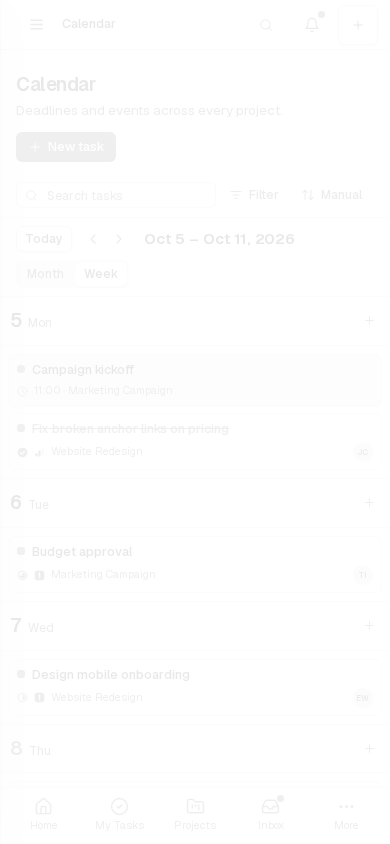 Calendar
Calendar
Deadlines and events across every project.
New task
Search tasks
Filter
Manual
Today
Oct 5 – Oct 11, 2026
Month
Week
5 Mon
Campaign kickoff
11:00 · Marketing Campaign
Fix broken anchor links on pricing
Website Redesign
JC
6 Tue
Budget approval
Marketing Campaign
7 Wed
Design mobile onboarding
Website Redesign
EW
8 Thu
Home
My Tasks
Projects
Inbox
More